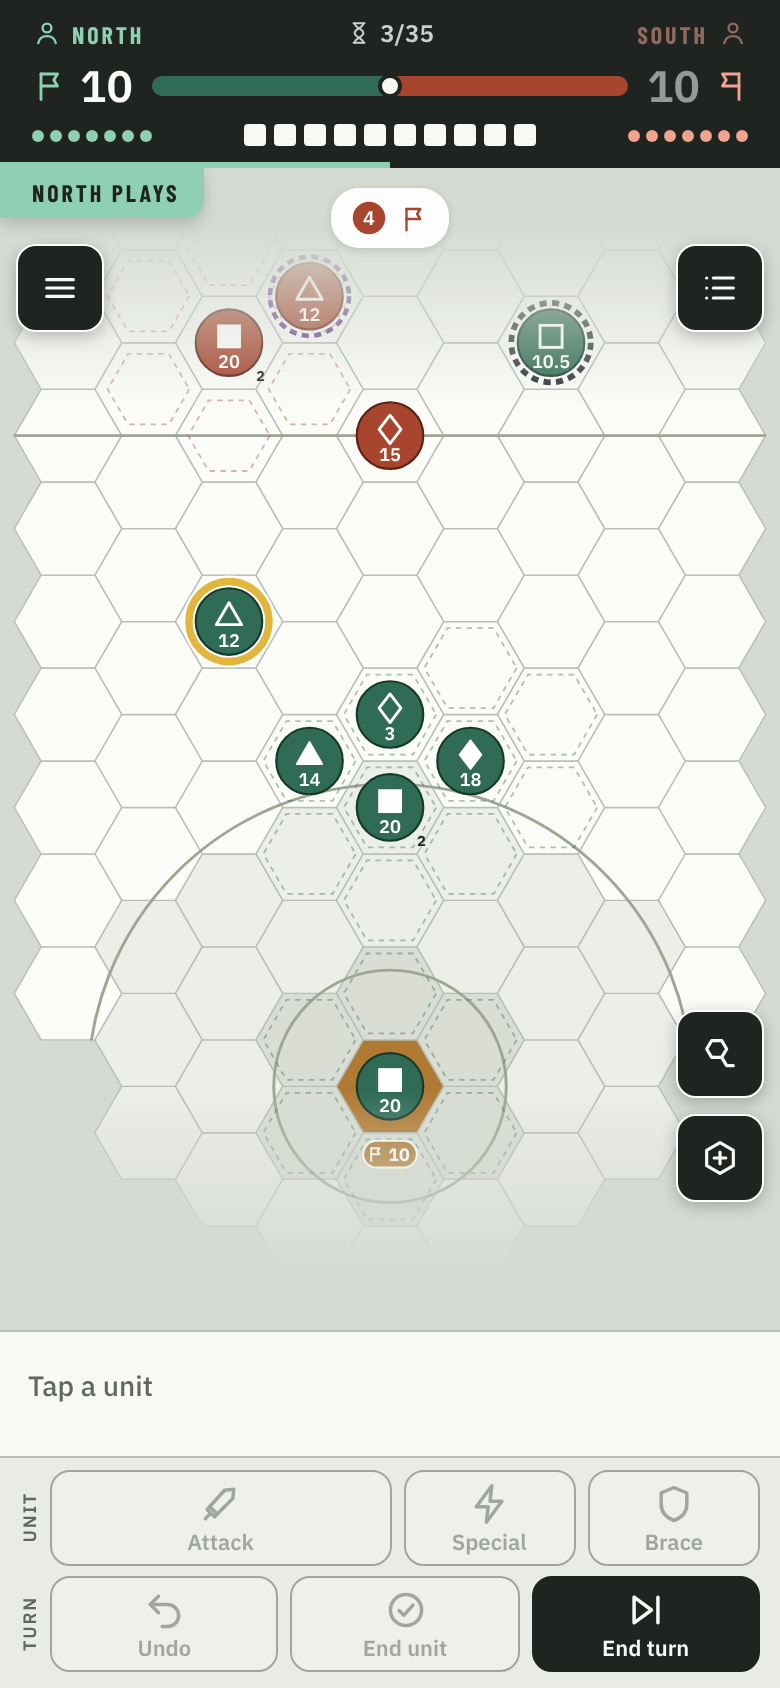 NORTH
3/35
SOUTH
10
10
NORTH PLAYS
4
12
20
2
10.5
15
12
3
14
18
20
2
20
10
Tap a unit
UNIT
Attack
Special
Brace
TURN
Undo
End unit
End turn